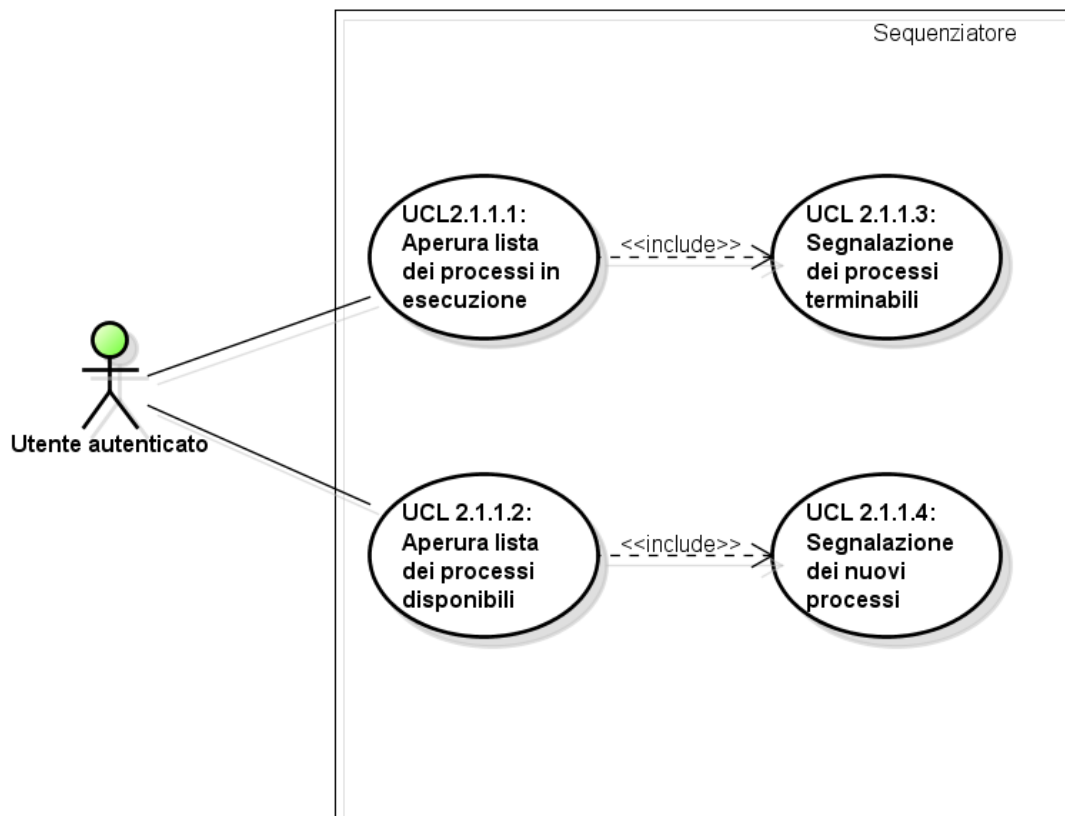 Sequenziatore
UCL2.1.1.1:
Aperura lista
dei processi in
esecuzione
<<include>>
UCL 2.1.1.3:
Segnalazione
dei processi
terminabili
Utente autenticato
UCL 2.1.1.2:
Aperura lista
dei processi
disponibili
<<include>>
UCL 2.1.1.4:
Segnalazione
dei nuovi
processi